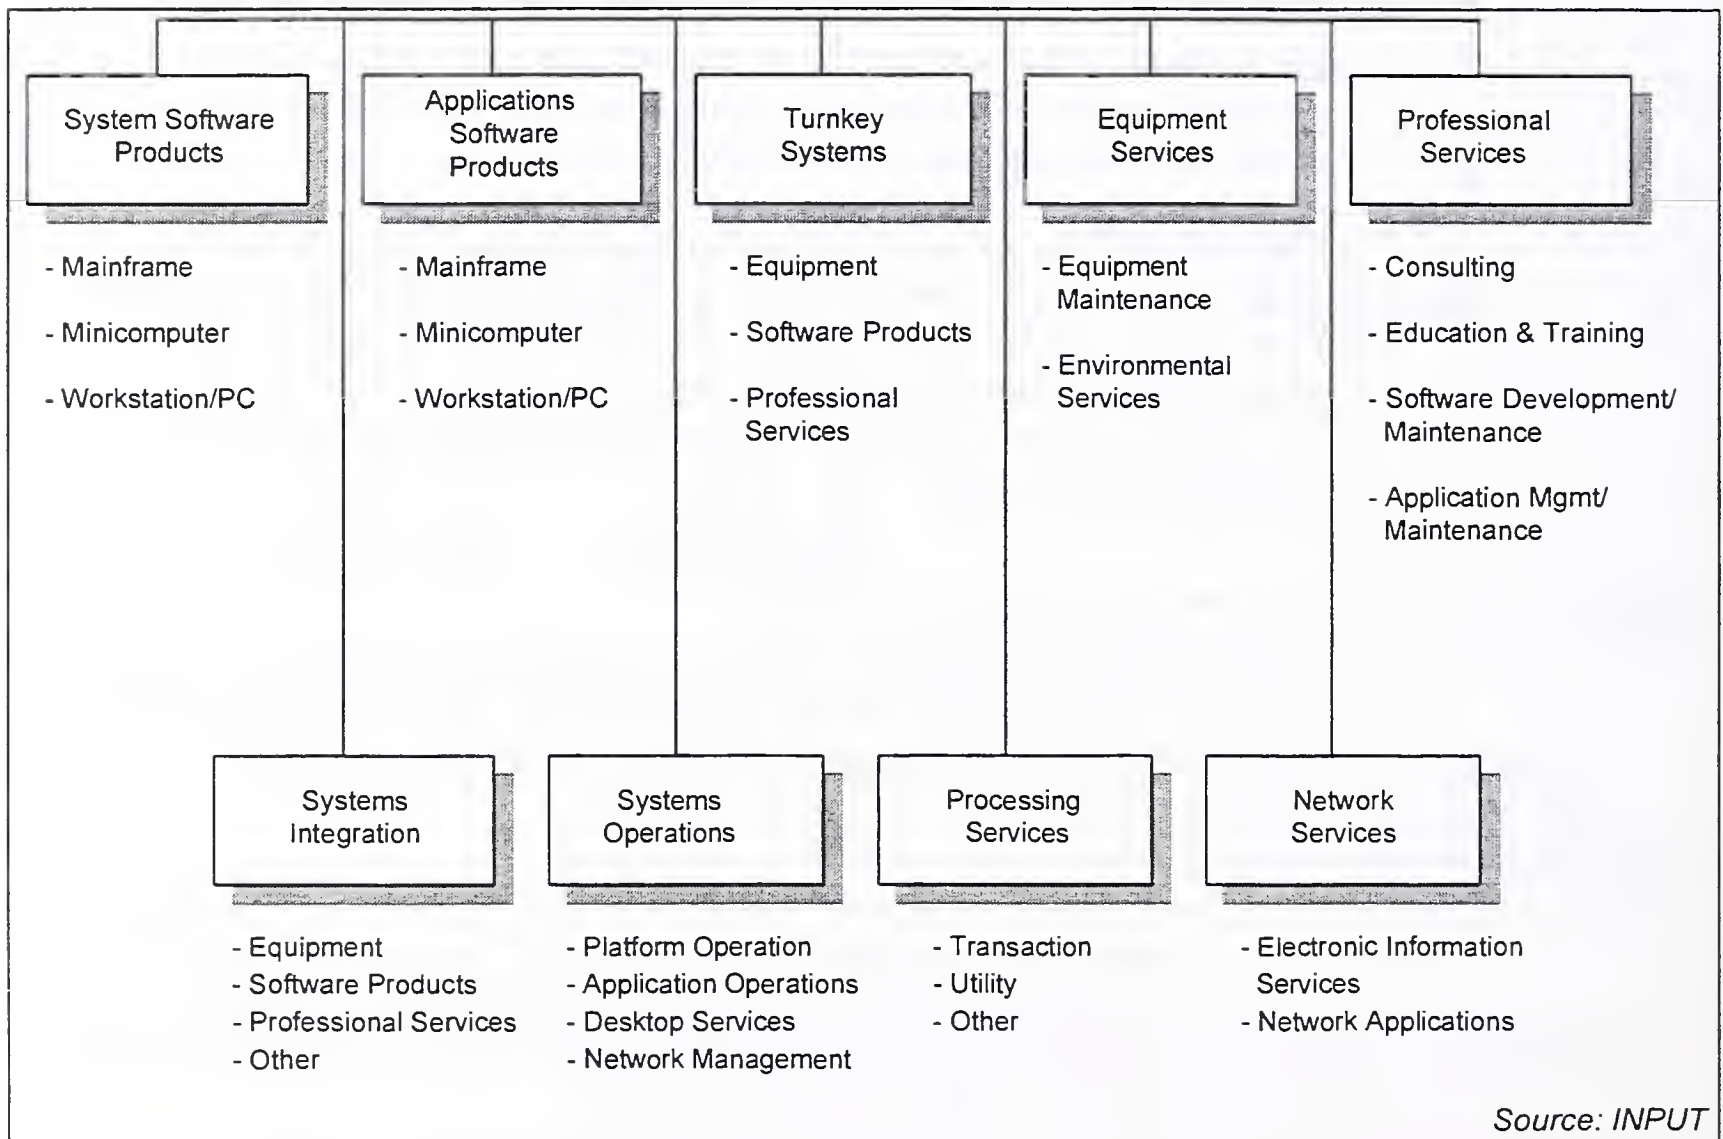 System Software
Products
- Mainframe
- Minicomputer
- Workstation/PC
Applications
Software
Products
- Mainframe
- Minicomputer
- Workstation/PC
Turnkey
Systems
- Equipment
- Software Products
- Professional
Services
Equipment
Services
- Equipment
Maintenance
- Environmental
Services
Professional
Services
- Consulting
- Education & Training
- Software Development/
Maintenance
- Application Mgmt/
Maintenance
Systems
Integration
- Equipment
- Software Products
- Professional Services
- Other
Systems
Operations
- Platform Operation
- Application Operations
- Desktop Services
- Network Management
Processing
Services
- Transaction
- Utility
- Other
Network
Services
- Electronic Information
Services
- Network Applications
Source: INPUT